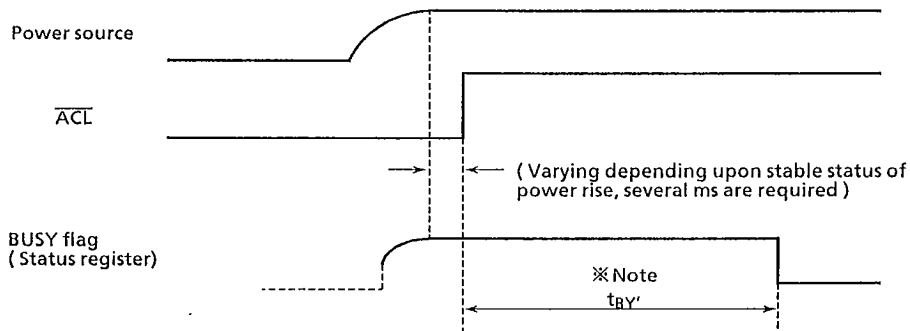 Power source
A̅C̅L̅
( Varying depending upon stable status of
power rise, several ms are required )
BUSY flag
( Status register)
※Note
tBY'